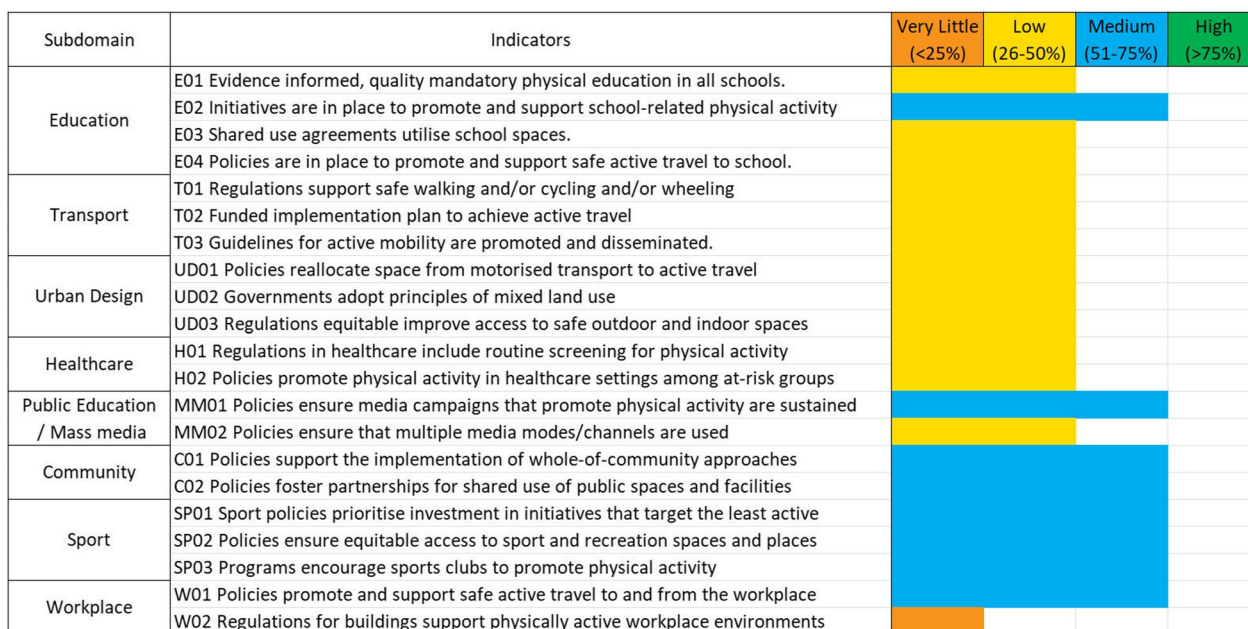 Subdomain Indicators Very Little Low Medium High
(<25%) (26-50%) (51-75%) (>75%)
Education
E01 Evidence informed, quality mandatory physical education in all schools.
E02 Initiatives are in place to promote and support school-related physical activity
E03 Shared use agreements utilise school spaces.
E04 Policies are in place to promote and support safe active travel to school.
Transport
T01 Regulations support safe walking and/or cycling and/or wheeling
T02 Funded implementation plan to achieve active travel
T03 Guidelines for active mobility are promoted and disseminated.
Urban Design
UD01 Policies reallocate space from motorised transport to active travel
UD02 Governments adopt principles of mixed land use
UD03 Regulations equitable improve access to safe outdoor and indoor spaces
Healthcare
H01 Regulations in healthcare include routine screening for physical activity
H02 Policies promote physical activity in healthcare settings among at-risk groups
Public Education
/ Mass media
MM01 Policies ensure media campaigns that promote physical activity are sustained
MM02 Policies ensure that multiple media modes/channels are used
Community
C01 Policies support the implementation of whole-of-community approaches
C02 Policies foster partnerships for shared use of public spaces and facilities
Sport
SP01 Sport policies prioritise investment in initiatives that target the least active
SP02 Policies ensure equitable access to sport and recreation spaces and places
SP03 Programs encourage sports clubs to promote physical activity
Workplace
W01 Policies promote and support safe active travel to and from the workplace
W02 Regulations for buildings support physically active workplace environments